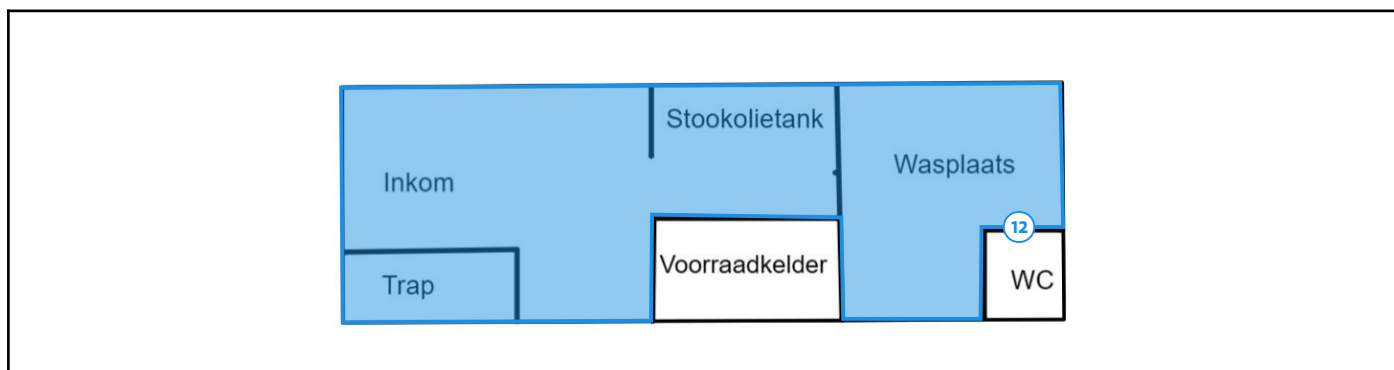 Stookolietank
Wasplaats
Inkom
12
Voorraadkelder
WC
Trap